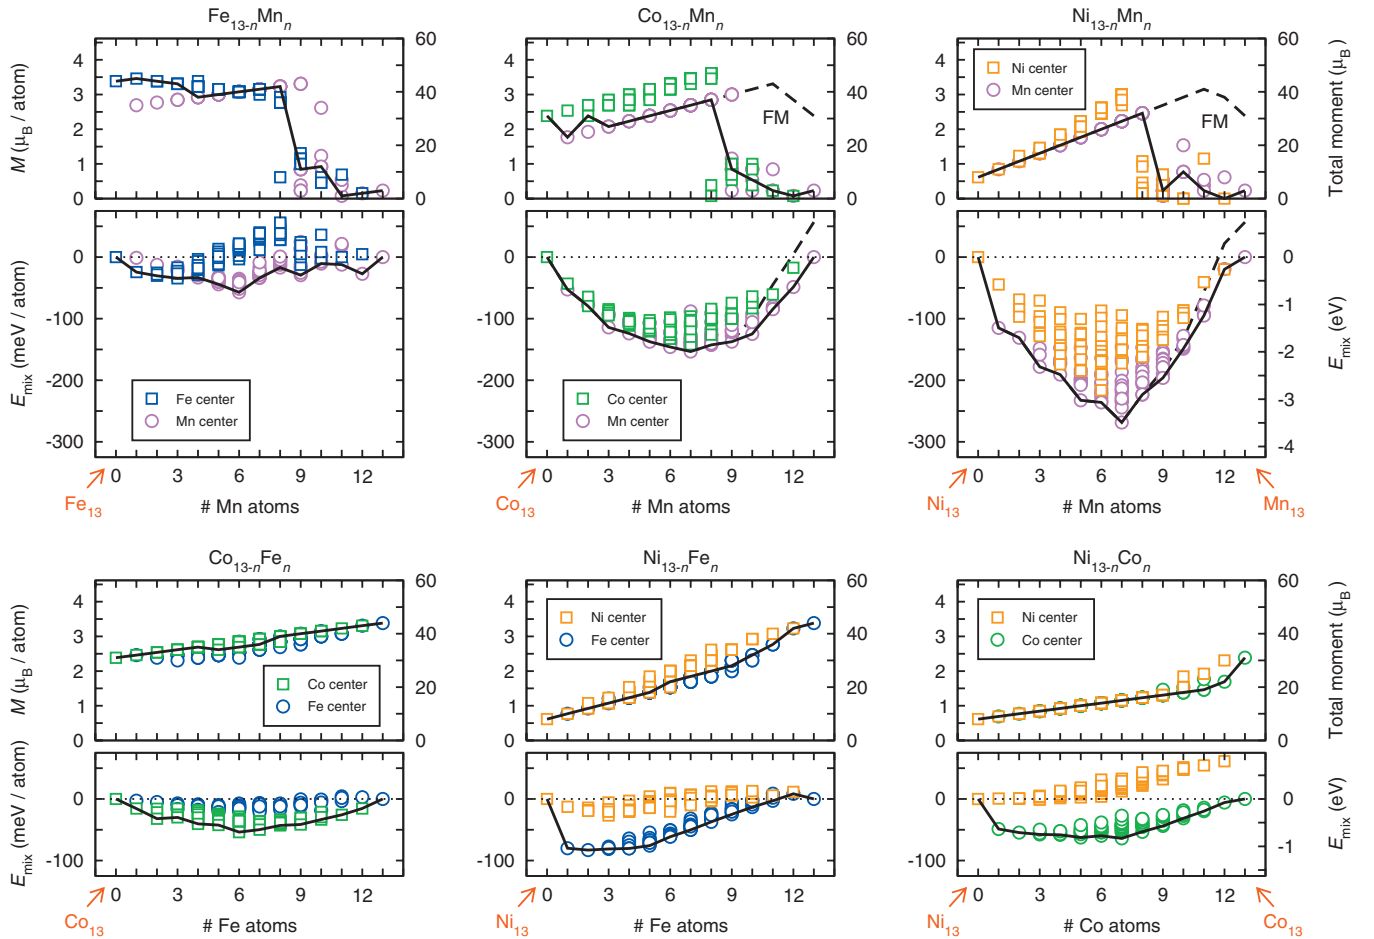 Fe13-nMnn
Co13-nMnn
Ni13-nMnn
M (μB / atom)
4
3
2
1
0
60
40
20
0
4
3
2
1
0
60
40
20
0
FM
4
3
2
1
0
60
40
20
0
Ni center
Mn center
FM
Total moment (μB)
Emix (meV / atom)
0
-100
-200
-300
Fe center
Mn center
0
-100
-200
-300
Co center
Mn center
0
-100
-200
-300
0
-1
-2
-3
-4
Emix (eV)
0 3 6 9 12
0 3 6 9 12
0 3 6 9 12
Fe13
# Mn atoms
Co13
# Mn atoms
Ni13
# Mn atoms
Mn13
Co13-nFen
Ni13-nFen
Ni13-nCon
M (μB / atom)
4
3
2
1
0
60
40
20
0
Co center
Fe center
4
3
2
1
0
60
40
20
0
Ni center
Fe center
4
3
2
1
0
60
40
20
0
Ni center
Co center
Total moment (μB)
Emix (meV / atom)
0
-100
0
-100
0
-100
0
-1
Emix (eV)
0 3 6 9 12
0 3 6 9 12
0 3 6 9 12
Co13
# Fe atoms
Ni13
# Fe atoms
Ni13
# Co atoms
Co13